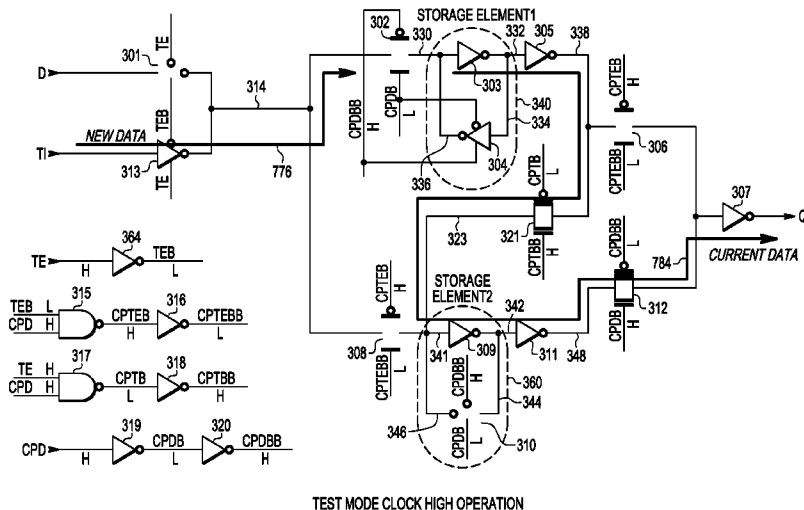 STORAGE ELEMENT1
TE
302
330
332
305
338
CPTEB
H
D
301
314
303
CPDBB
H
CPDB
L
340
334
TEB
NEW DATA
TI
313
TE
776
336
304
CPTB
L
306
CPTEBB
L
307
Q
323
321
CPTBB
H
CPDBB
L
784
CURRENT DATA
364
TE
H
TEB
L
STORAGE
ELEMENT2
CPTEB
H
312
CPDB
H
315
TEB L
CPD H
CPTEB
H
316
CPTEBB
L
308
341
309
342
311
348
CPTEBB
L
CPDBB
H
360
344
317
TE H
CPD H
CPTB
L
318
CPTBB
H
346
CPDB
L
310
CPD
H
319
CPDB
L
320
CPDBB
H
TEST MODE CLOCK HIGH OPERATION